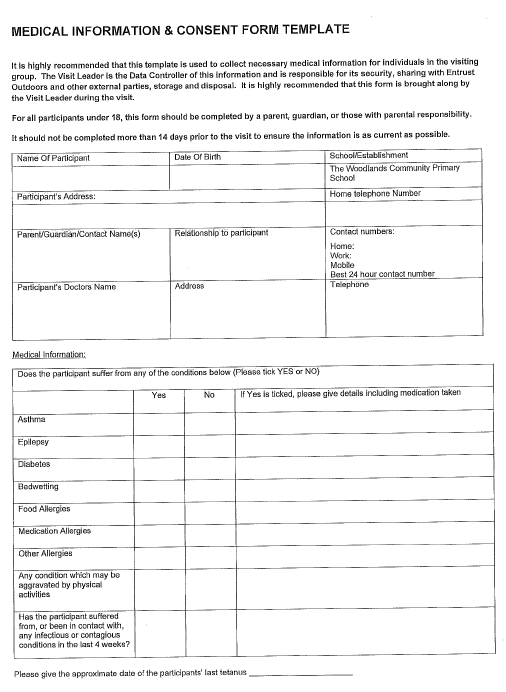 MEDICAL INFORMATION & CONSENT FORM TEMPLATE
It is highly recommended that this template is used to collect necessary medical information for individuals in the visiting
group. The Visit Leader is the Data Controller of this information and is responsible for its security, sharing with Entrust
Outdoors and other external parties, storage and disposal. It is highly recommended that this form is brought along by
the Visit Leader during the visit.
For all participants under 18, this form should be completed by a parent, guardian, or those with parental responsibility.
It should not be completed more than 14 days prior to the visit to ensure the information is as current as possible.
Name Of Participant
Date Of Birth
School/Establishment
The Woodlands Community Primary
School
Participant's Address:
Home telephone Number
Parent/Guardian/Contact Name(s)
Relationship to participant
Contact numbers:
Home:
Work:
Mobile
Best 24 hour contact number
Participant's Doctors Name
Address
Telephone
Medical Information:
Does the participant suffer from any of the conditions below (Please tick YES or NO)
Yes
No
If Yes is ticked, please give details including medication taken
Asthma
Epilepsy
Diabetes
Bedwetting
Food Allergies
Medication Allergies
Other Allergies
Any condition which may be
aggravated by physical
activities
Has the participant suffered
from, or been in contact with,
any infectious or contagious
conditions in the last 4 weeks?
Please give the approximate date of the participants' last tetanus